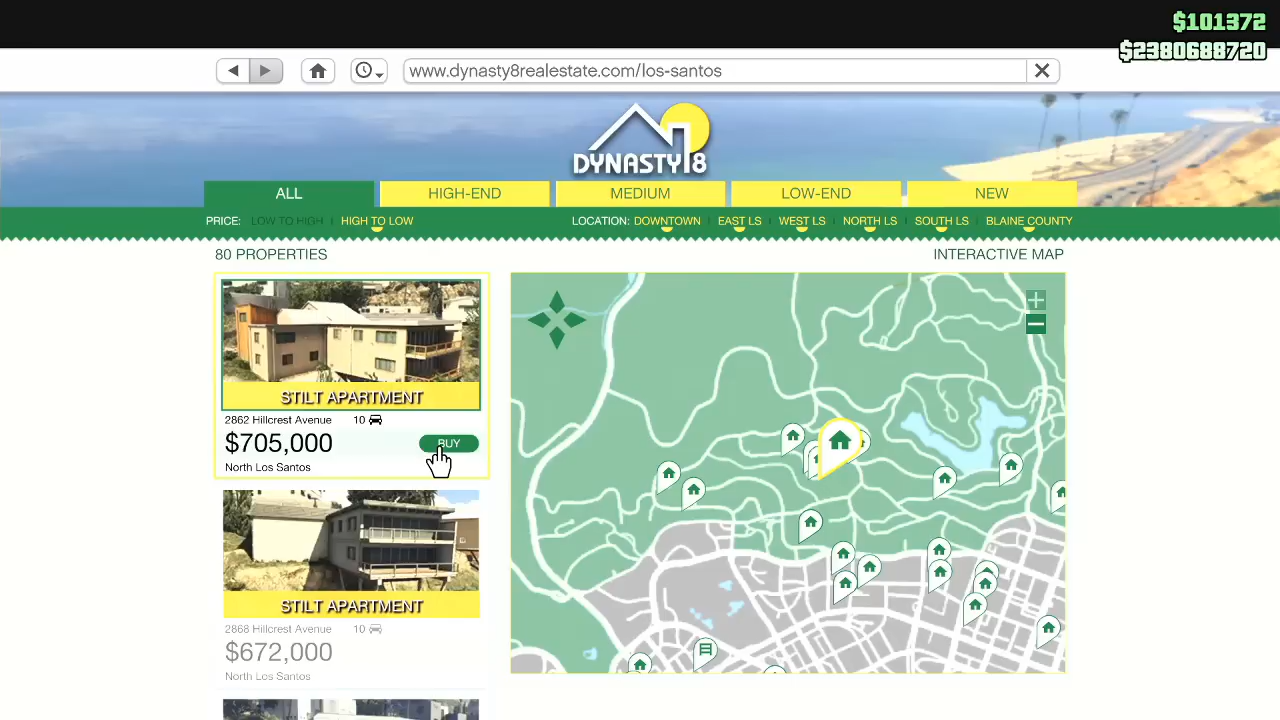 $101372
$2380688720
www.dynasty8realestate.com/los-santos
DYNASTY 8
ALL
HIGH-END
MEDIUM
LOW-END
NEW
PRICE: LOW TO HIGH HIGH TO LOW
LOCATION: DOWNTOWN EAST LS WEST LS NORTH LS SOUTH LS BLAINE COUNTY
80 PROPERTIES
INTERACTIVE MAP
STILT APARTMENT
2862 Hillcrest Avenue 10
$705,000
BUY
North Los Santos
STILT APARTMENT
2868 Hillcrest Avenue 10
$672,000
North Los Santos